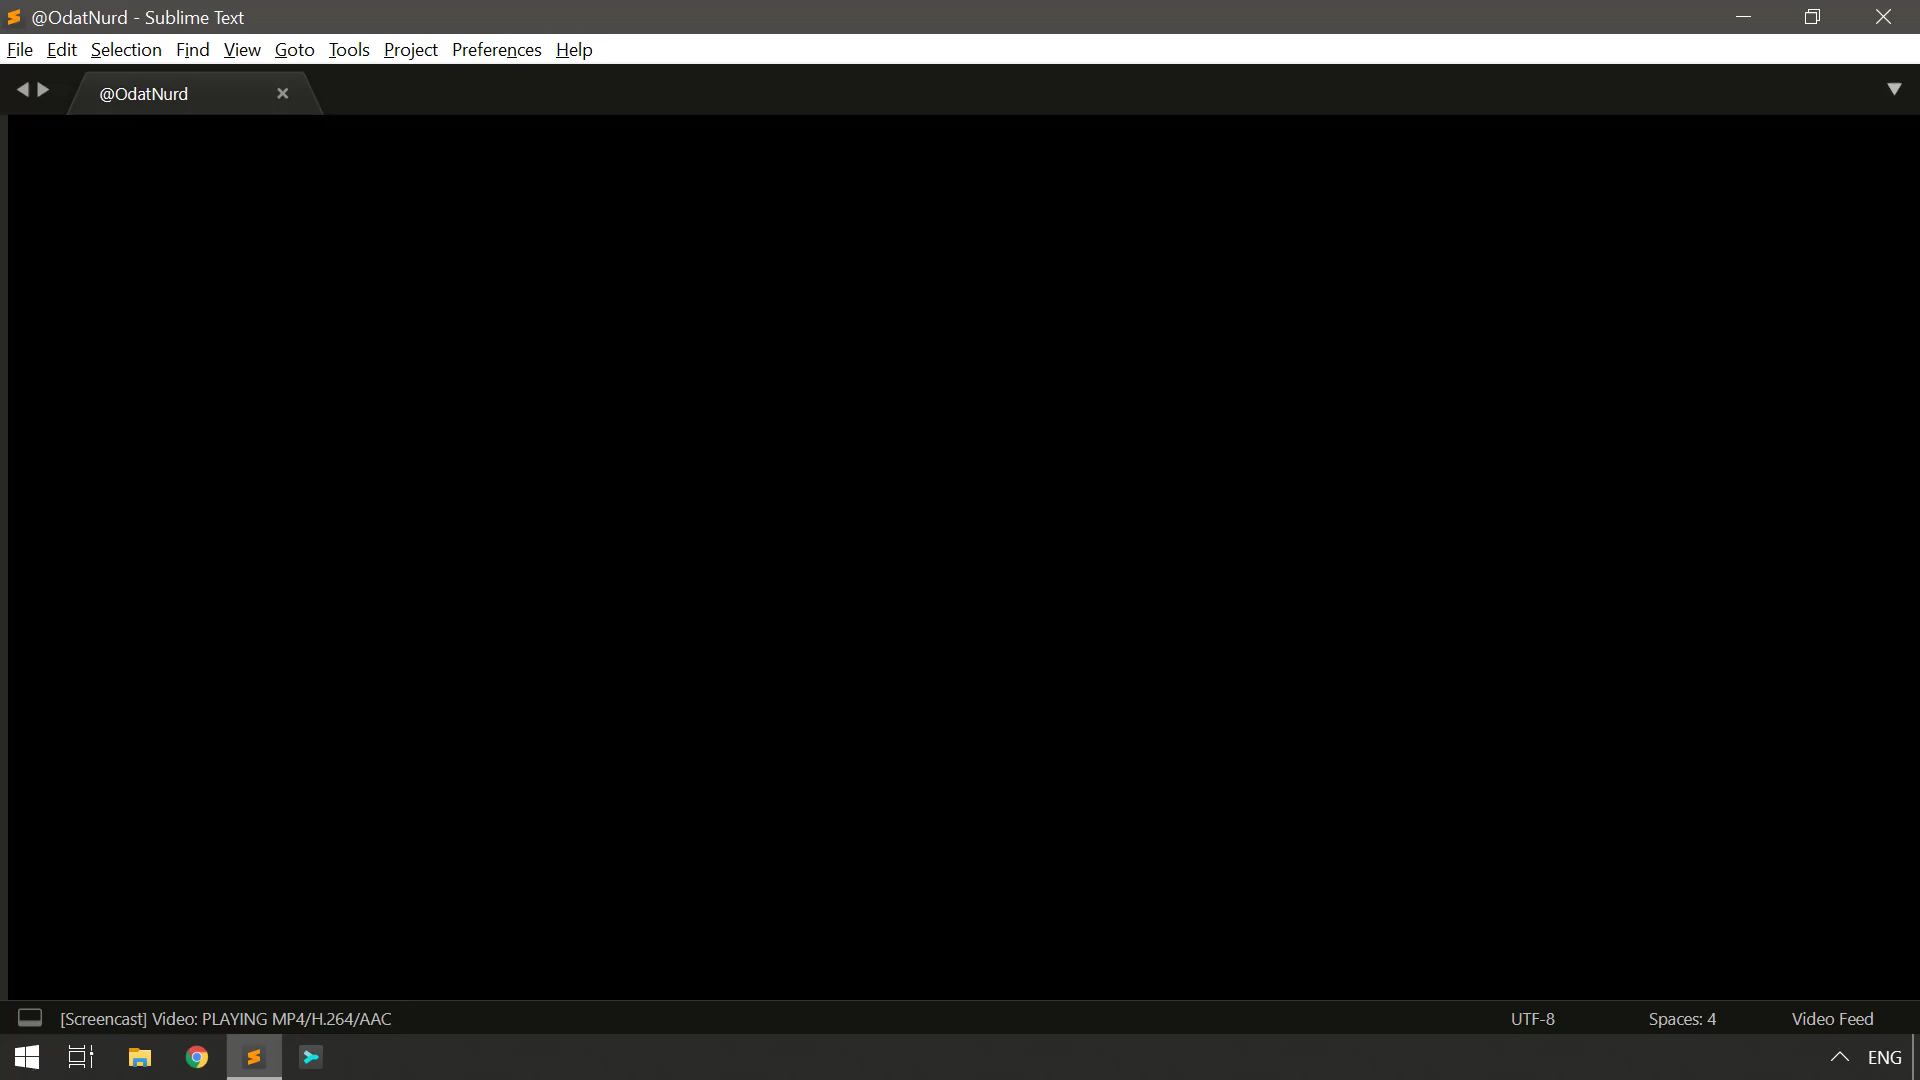 @OdatNurd - Sublime Text
File Edit Selection Find View Goto Tools Project Preferences Help
@OdatNurd
[Screencast] Video: PLAYING MP4/H.264/AAC UTF-8 Spaces: 4 Video Feed
ENG